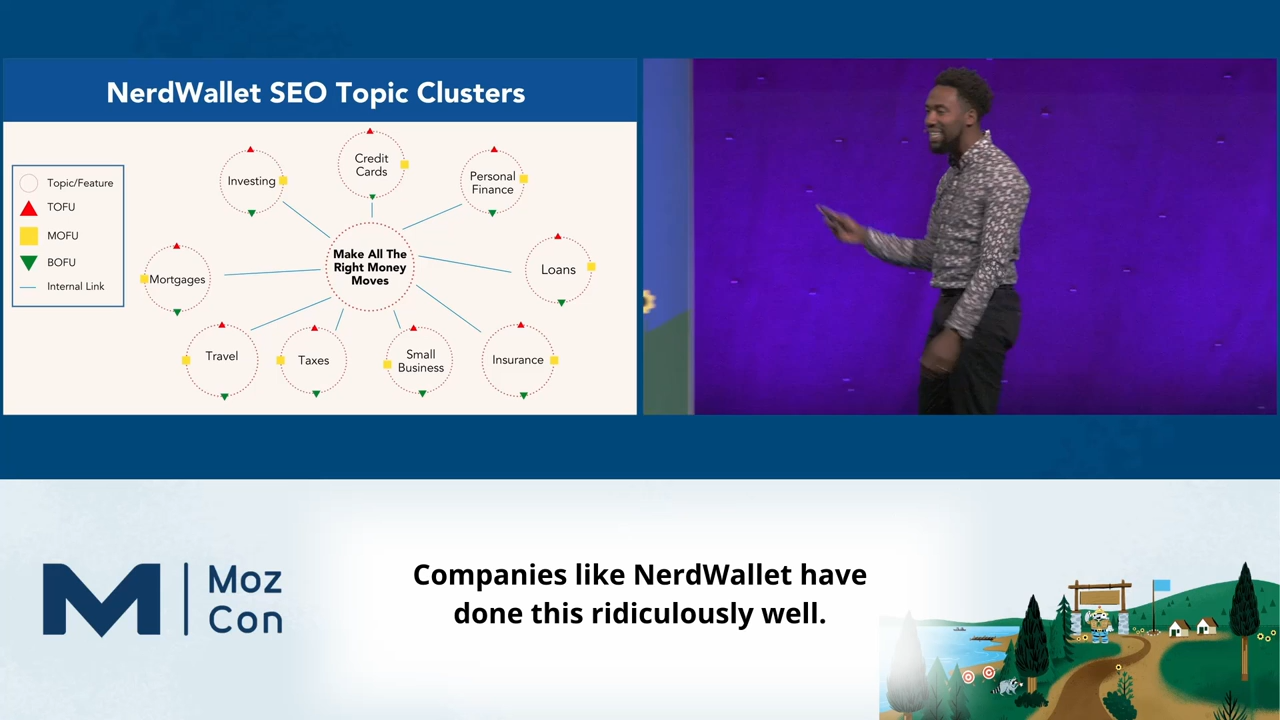 NerdWallet SEO Topic Clusters
Topic/Feature
TOFU
MOFU
BOFU
Internal Link
Credit
Cards
Investing
Personal
Finance
Make All The
Right Money
Moves
Loans
Mortgages
Travel
Taxes
Small
Business
Insurance
Moz
Con
Companies like NerdWallet have
done this ridiculously well.